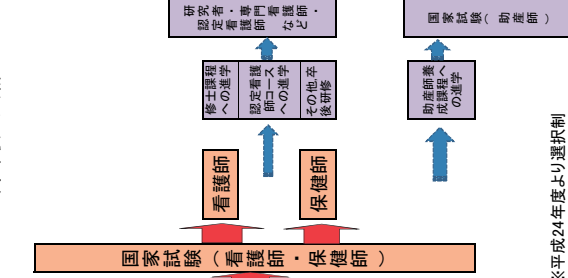 研究者・専門看護師・
認定看護師　など
国家試験（助産師）
修士課程
への進学
認定看護
師コース
への進学
その他,卒
後研修
助産師養
成課程へ
の進学
看護師
保健師
国家試験（看護師・保健師）
※平成24年度より選択制